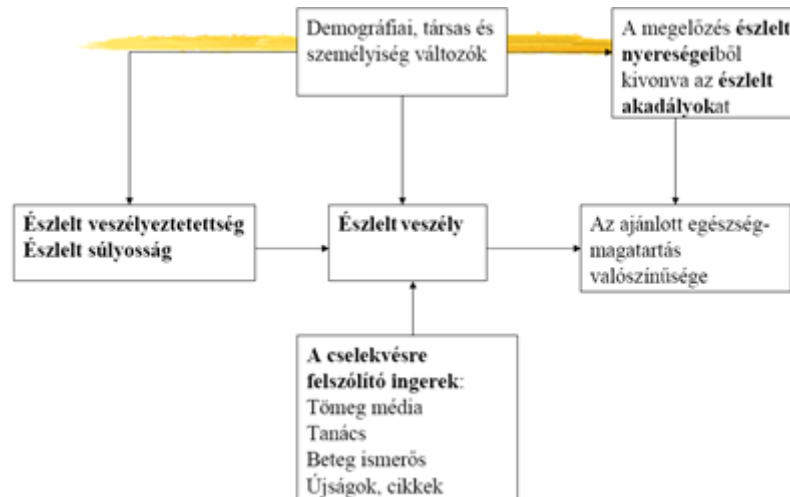 Demográfiai, társas és
személyiség változók
A megelőzés észlelt
nyereségeiből
kivonva az észlelt
akadályokat
Észlelt veszélyeztetettség
Észlelt súlyosság
Észlelt veszély
Az ajánlott egészség-
magatartás
valószínűsége
A cselekvésre
felszólító ingerek:
Tömeg média
Tanács
Beteg ismerős
Újságok, cikkek